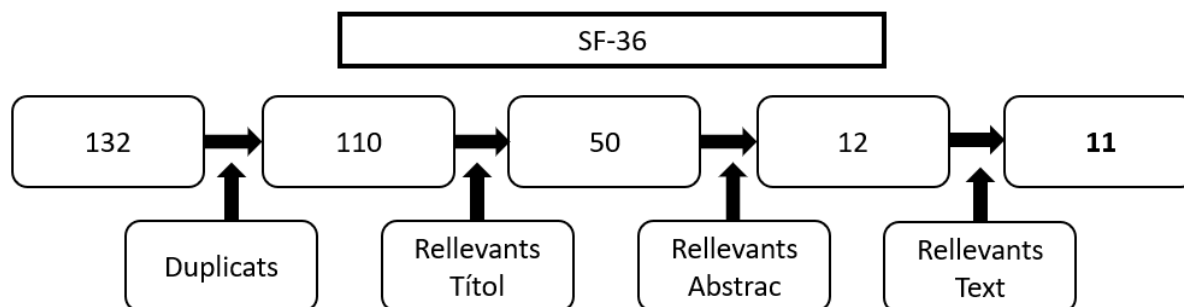 SF-36
132
110
50
12
11
Duplicats
Rellevants
Títol
Rellevants
Abstrac
Rellevants
Text